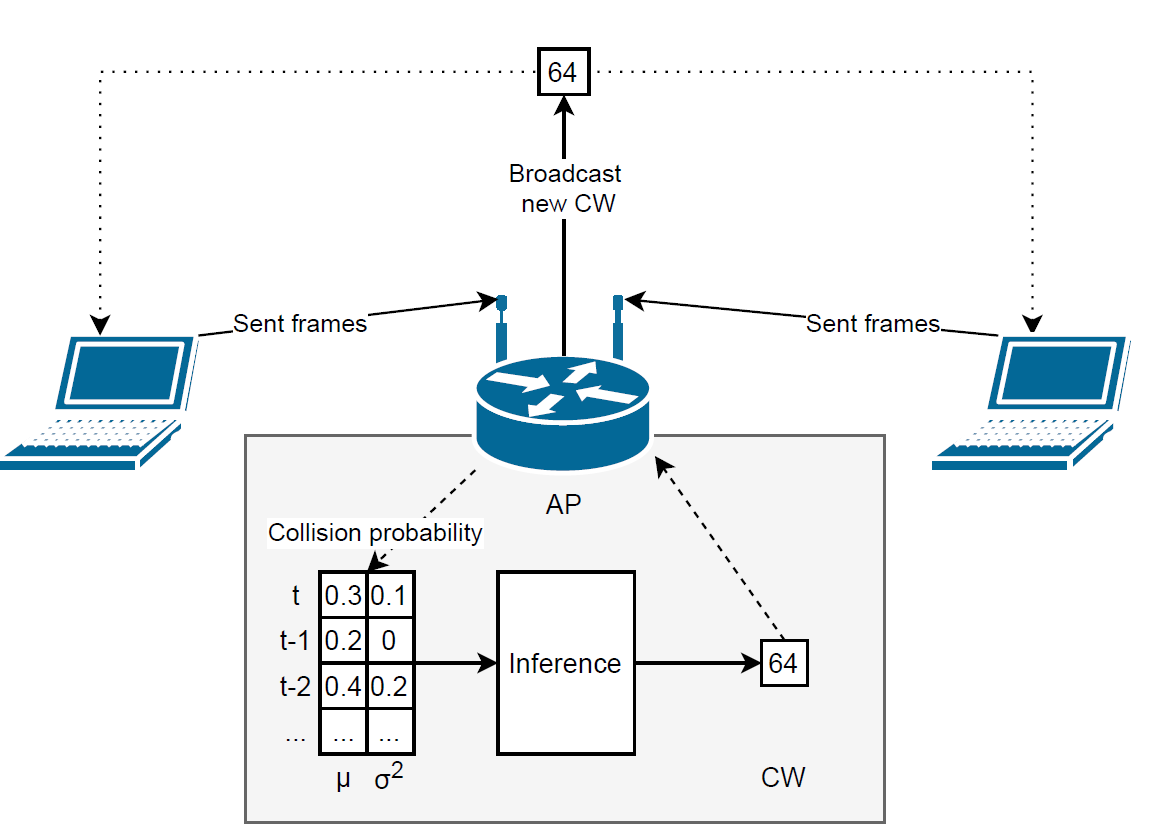 64
Broadcast
new CW
Sent frames
Sent frames
AP
Collision probability
t 0.3 0.1
t-1 0.2 0
t-2 0.4 0.2
... ... ...
μ σ²
Inference
64
CW